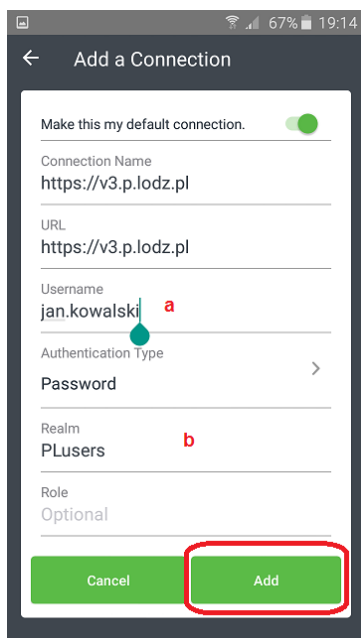 67% 19:14
Add a Connection
Make this my default connection.
Connection Name
https://v3.p.lodz.pl
URL
https://v3.p.lodz.pl
Username
jan.kowalski a
Authentication Type
Password
Realm
PLusers b
Role
Optional
Cancel Add